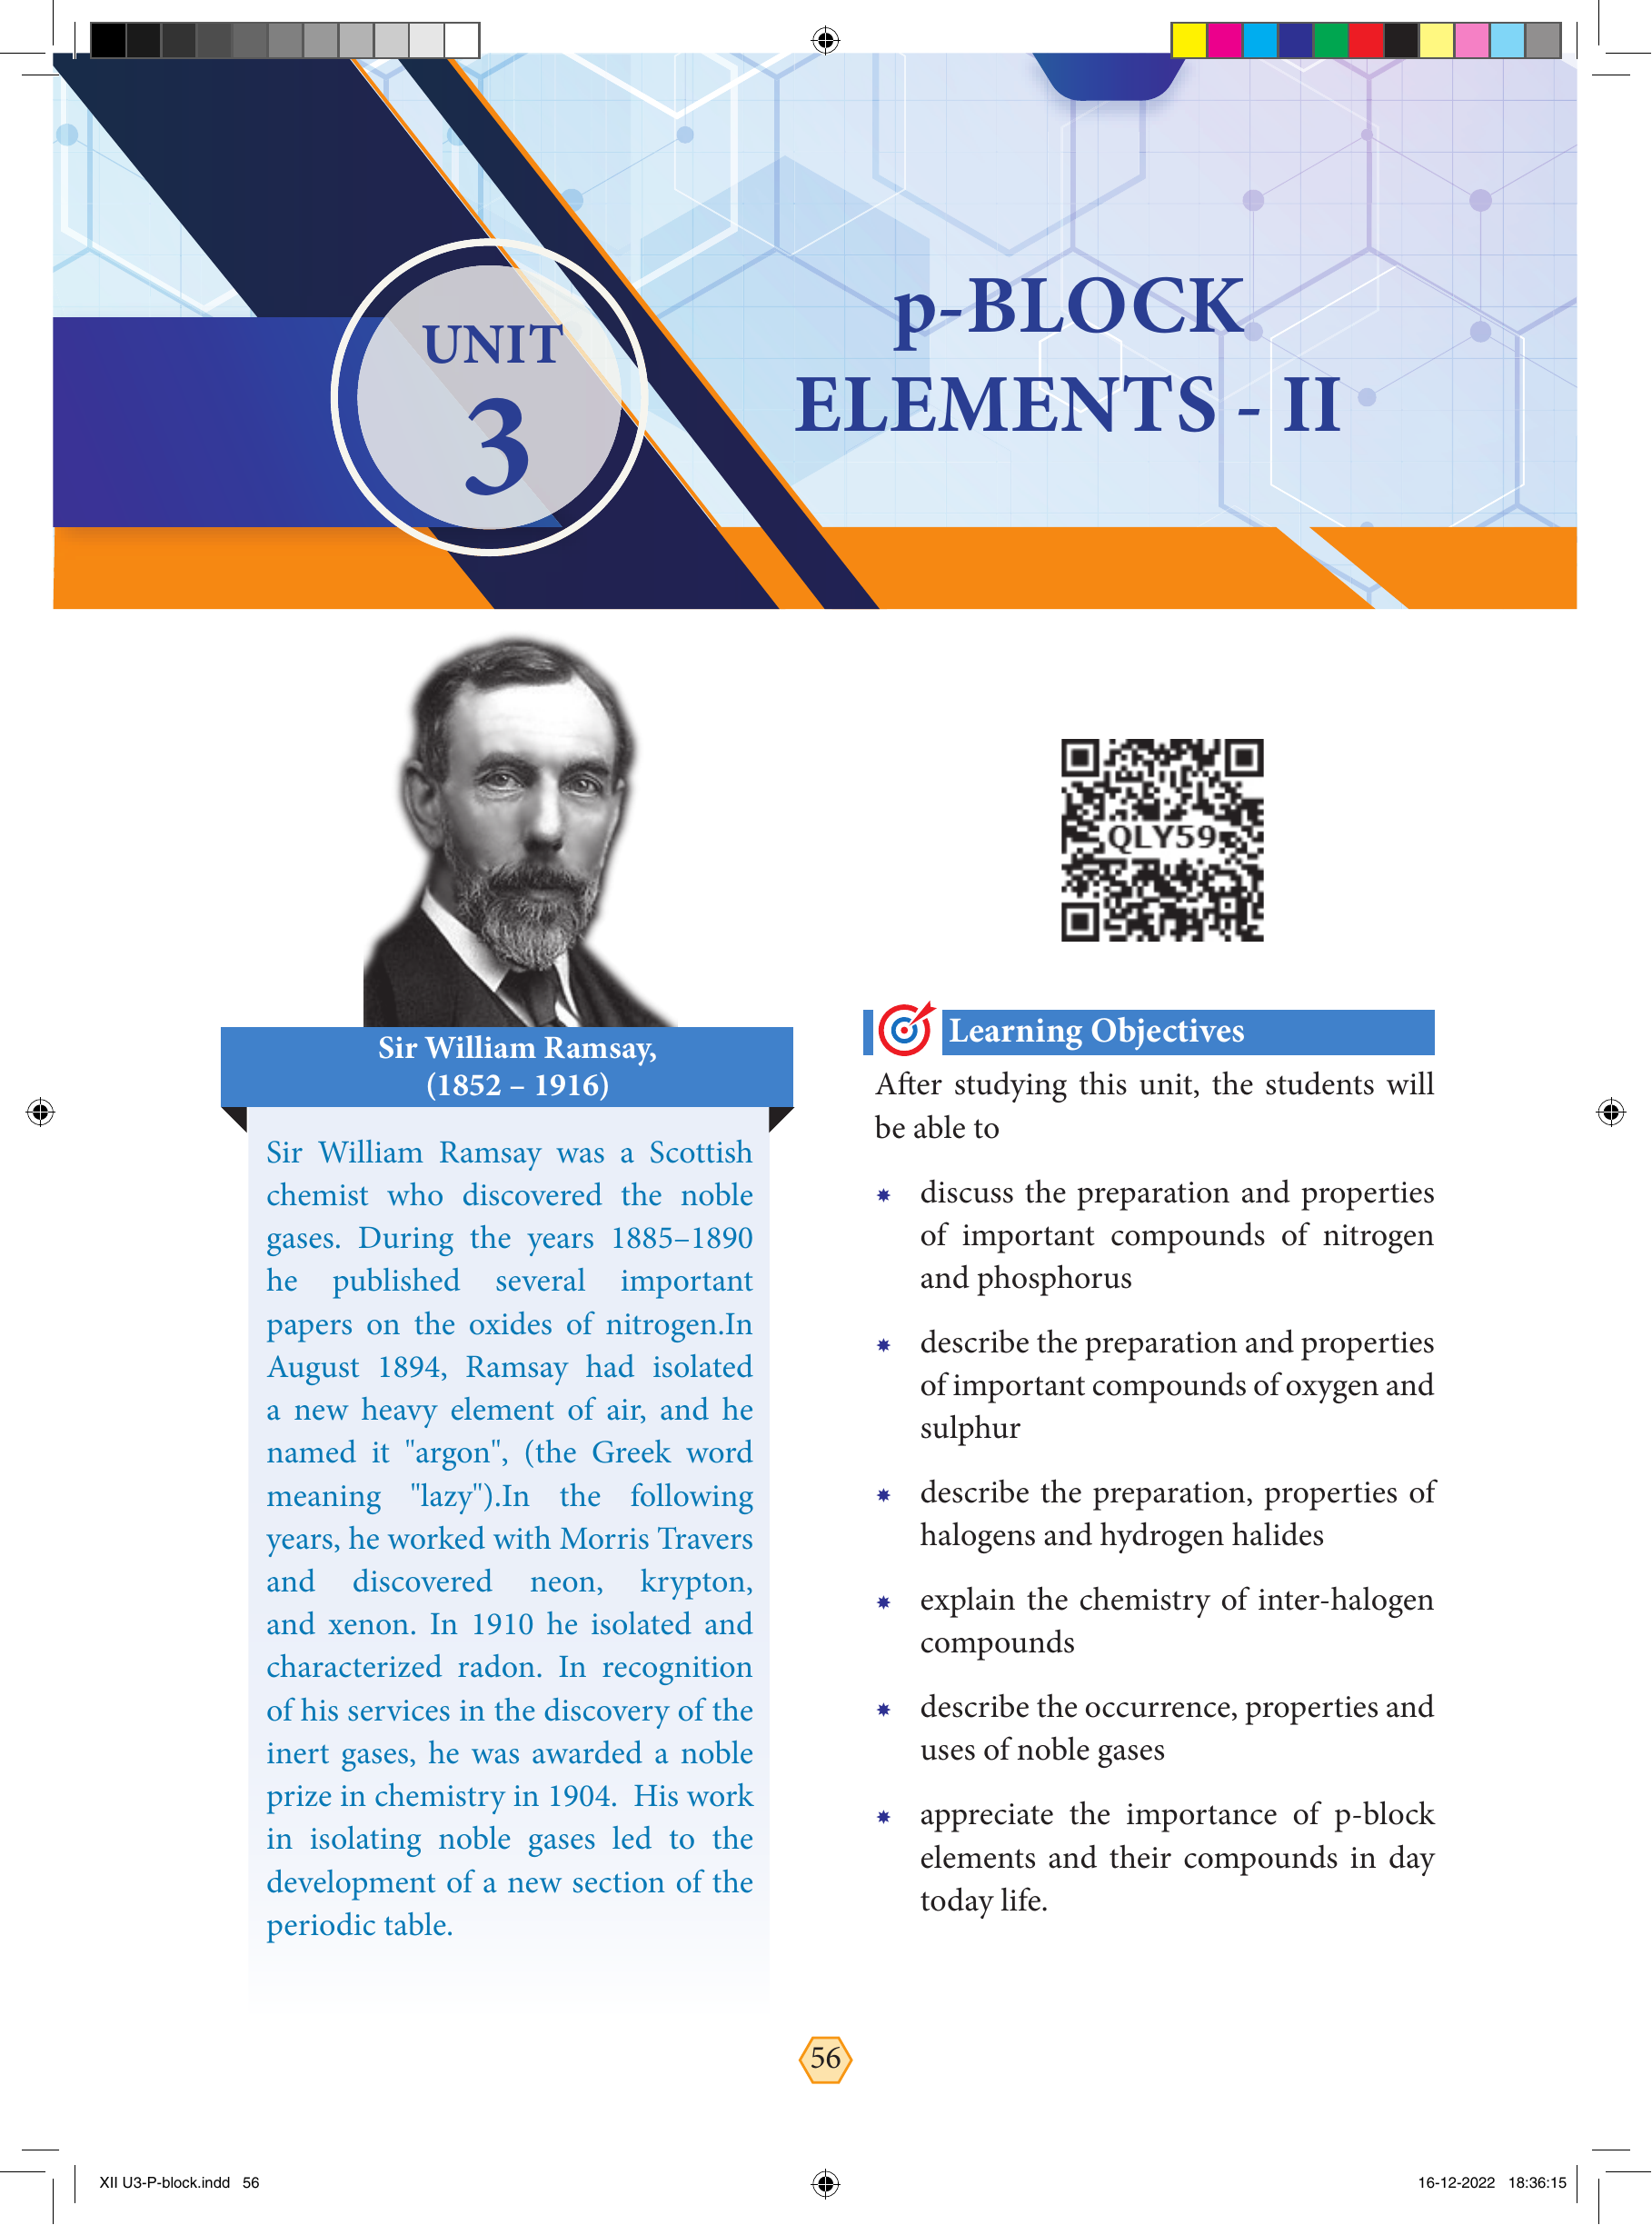 UNIT
3
p-BLOCK
ELEMENTS - II
QLY59
Sir William Ramsay,
(1852 – 1916)
Sir William Ramsay was a Scottish
chemist who discovered the noble
gases. During the years 1885–1890
he published several important
papers on the oxides of nitrogen.In
August 1894, Ramsay had isolated
a new heavy element of air, and he
named it "argon", (the Greek word
meaning "lazy").In the following
years, he worked with Morris Travers
and discovered neon, krypton,
and xenon. In 1910 he isolated and
characterized radon. In recognition
of his services in the discovery of the
inert gases, he was awarded a noble
prize in chemistry in 1904. His work
in isolating noble gases led to the
development of a new section of the
periodic table.
Learning Objectives
After studying this unit, the students will
be able to
discuss the preparation and properties
of important compounds of nitrogen
and phosphorus
describe the preparation and properties
of important compounds of oxygen and
sulphur
describe the preparation, properties of
halogens and hydrogen halides
explain the chemistry of inter-halogen
compounds
describe the occurrence, properties and
uses of noble gases
appreciate the importance of p-block
elements and their compounds in day
today life.
56
XII U3-P-block.indd 56
16-12-2022 18:36:15